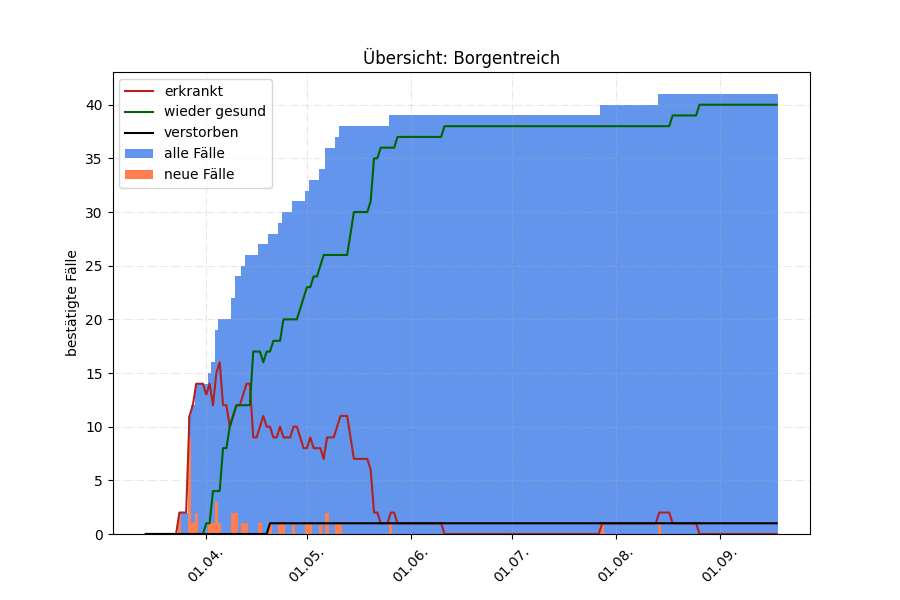 Übersicht: Borgentreich
erkrankt
wieder gesund
verstorben
alle Fälle
neue Fälle
bestätigte Fälle
40
35
30
25
20
15
10
5
0
01.04.
01.05.
01.06.
01.07.
01.08.
01.09.